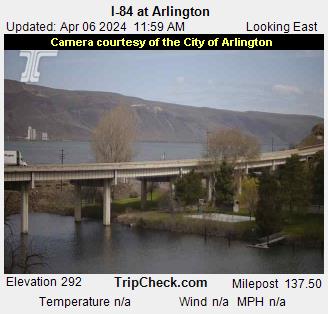 I-84 at Arlington
Updated: Apr 06 2024 11:59 AM Looking East
Camera courtesy of the City of Arlington
Elevation 292 TripCheck.com Milepost 137.50
Temperature n/a Wind n/a MPH n/a